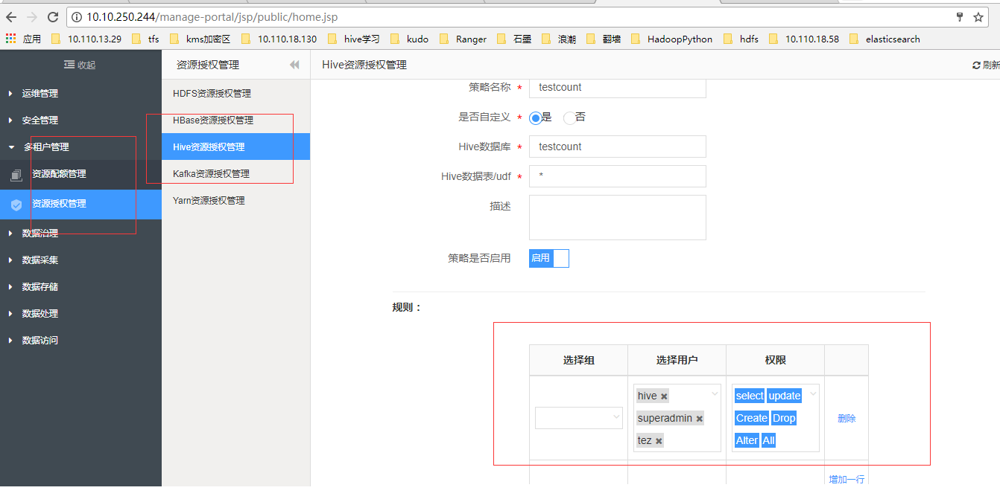 10.10.250.244/manage-portal/jsp/public/home.jsp
应用 10.110.13.29 tfs kms加密区 10.110.18.130 hive学习 kudo Ranger 石墨 浪潮 翻墙 HadoopPython hdfs 10.110.18.58 elasticsearch
收起
运维管理
安全管理
多租户管理
资源配额管理
资源授权管理
数据治理
数据采集
数据存储
数据处理
数据访问
资源授权管理
HDFS资源授权管理
HBase资源授权管理
Hive资源授权管理
Kafka资源授权管理
Yarn资源授权管理
Hive资源授权管理 刷新
策略名称 * testcount
是否自定义 * 是 否
Hive数据库 * testcount
Hive数据表/udf * *
描述
策略是否启用 启用
规则：
选择组 选择用户 权限
hive select update
superadmin Create Drop 删除
tez Alter All
增加一行